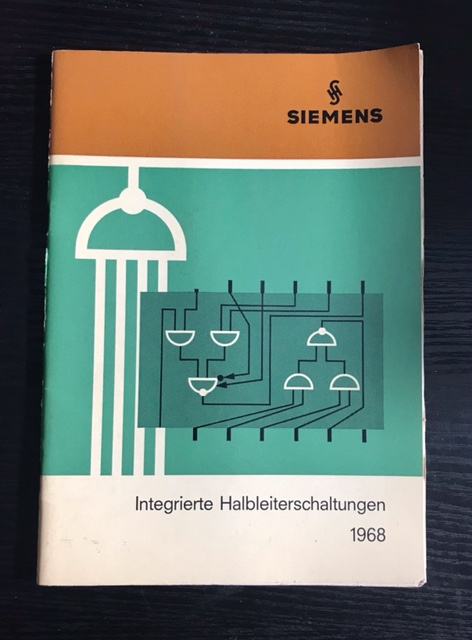 SIEMENS
Integrierte Halbleiterschaltungen
1968